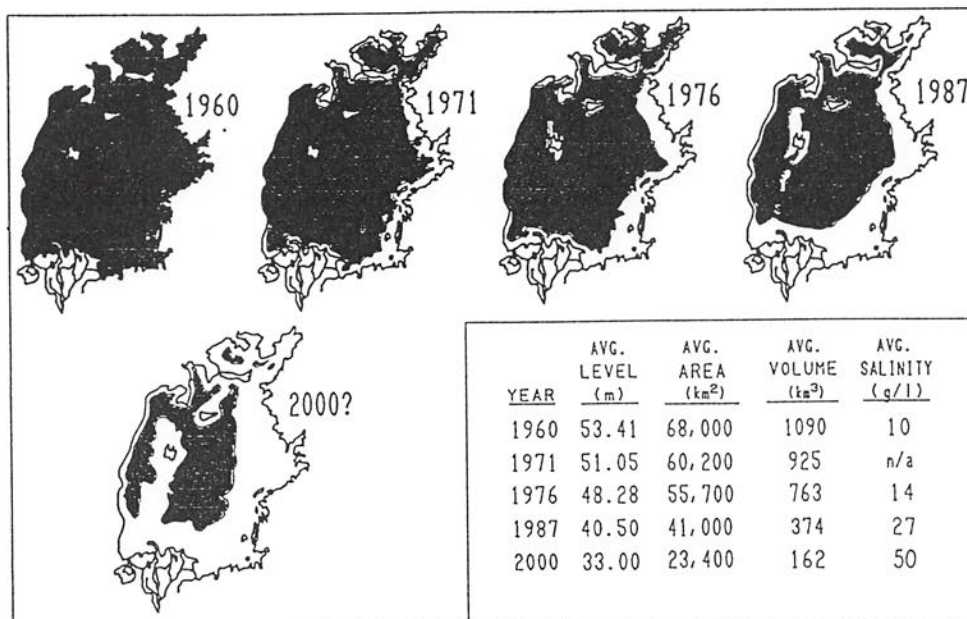 1960
1971
1976
1987
2000?
AVG. AVG. AVG. AVG.
LEVEL AREA VOLUME SALINITY
YEAR (m) (km²) (km³) (g/l)
1960 53.41 68,000 1090 10
1971 51.05 60,200 925 n/a
1976 48.28 55,700 763 14
1987 40.50 41,000 374 27
2000 33.00 23,400 162 50